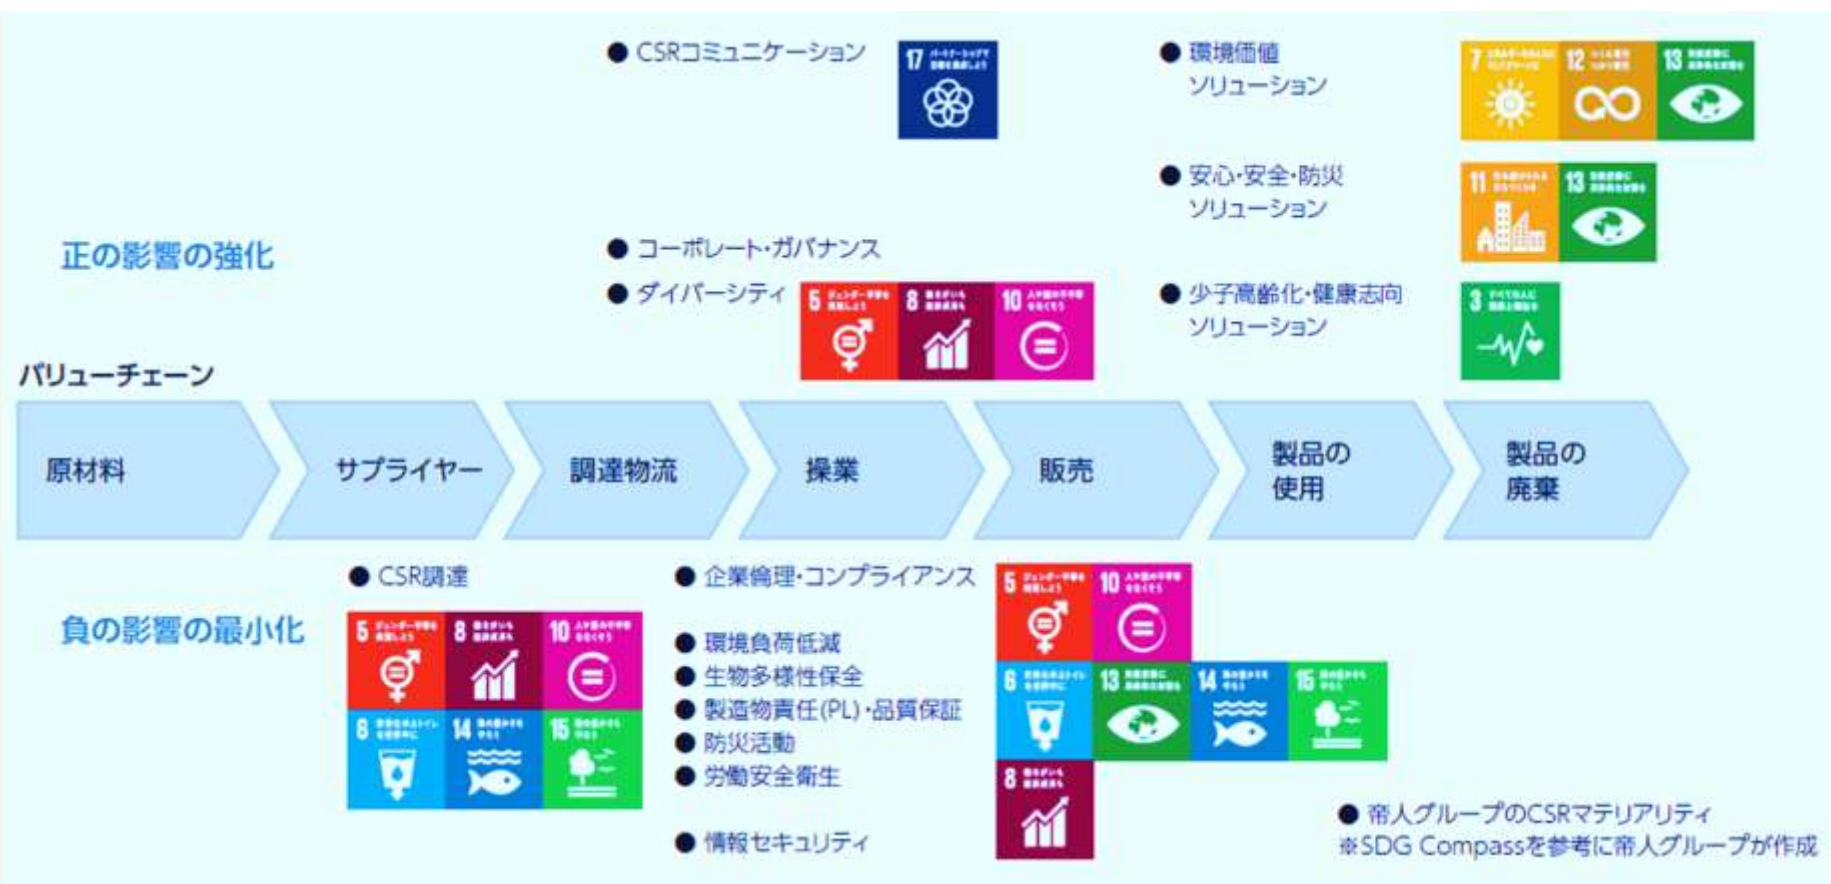 ● CSRコミュニケーション
17
● 環境価値
ソリューション
7 12 13
● 安心・安全・防災
ソリューション
11 13
正の影響の強化
● コーポレート・ガバナンス
● ダイバーシティ
5 8 10
● 少子高齢化・健康志向
ソリューション
3
バリューチェーン
原材料
サプライヤー
調達物流
操業
販売
製品の
使用
製品の
廃棄
負の影響の最小化
● CSR調達
5 8 10
6 14 15
● 企業倫理・コンプライアンス
5 10
● 環境負荷低減
● 生物多様性保全
● 製造物責任(PL)・品質保証
● 防災活動
● 労働安全衛生
6 13 14 15
8
● 情報セキュリティ
● 帝人グループのCSRマテリアリティ
※SDG Compassを参考に帝人グループが作成